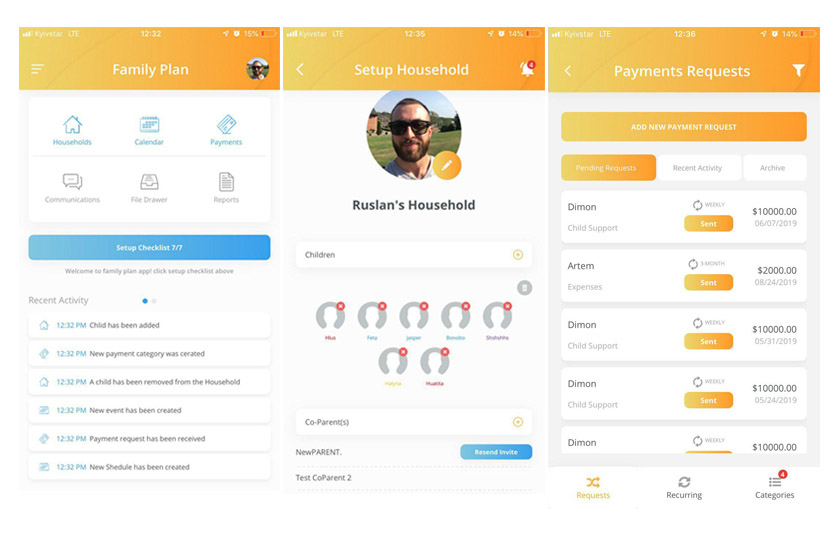 Kyivstar LTE 12:32 15%
Family Plan
Households Calendar Payments
Communications File Drawer Reports
Setup Checklist 7/7
Welcome to family plan app! click setup checklist above
Recent Activity
12:32 PM Chlid has been added
12:32 PM New payment category was cerated
12:32 PM A child has been removed from the Household
12:32 PM New event has been created
12:32 PM Payment request has been received
12:32 PM New Shedule has been created
Kyivstar LTE 12:35 14%
Setup Household 4
Ruslan's Household
Children
Feta jasper Bonobo Shshshhs
Huatita
Co-Parent(s)
NewPARENT. Resend Invite
Test CoParent 2
Kyivstar LTE 12:36 14%
Payments Requests
ADD NEW PAYMENT REQUEST
Pending Requests Recent Activity Archive
Dimon WEEKLY $10000.00
Child Support Sent 06/07/2019
Artem 3-MONTH $2000.00
Expenses Sent 08/24/2019
Dimon WEEKLY $10000.00
Child Support Sent 05/31/2019
Dimon WEEKLY $10000.00
Child Support Sent 05/24/2019
Dimon WEEKLY $10000.00
Requests Recurring Categories 4